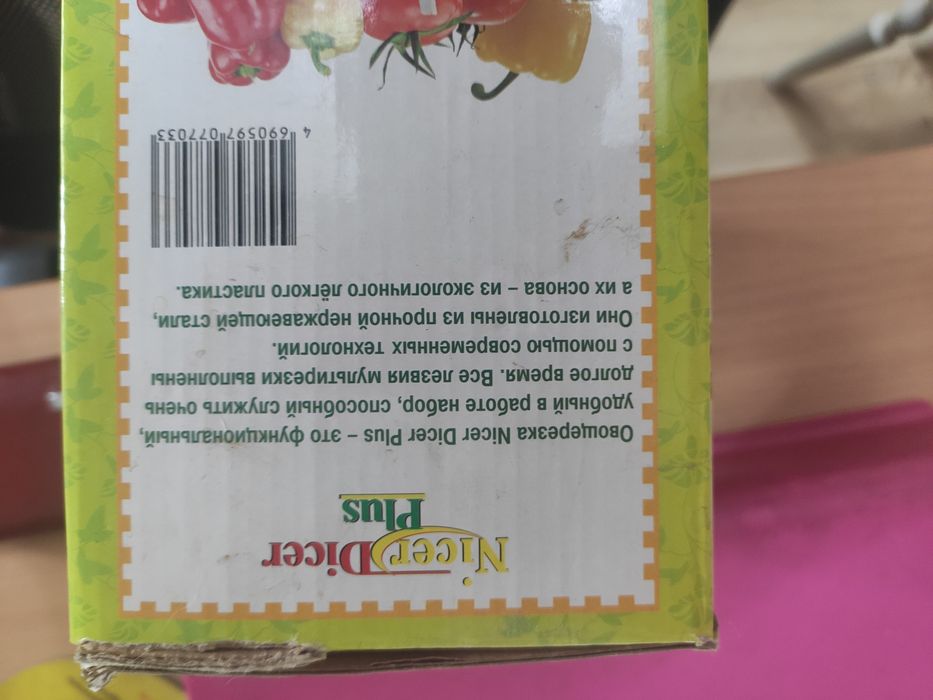 Nicer Dicer
Plus
Овощерезка Nicer Dicer Plus – это функциональный,
удобный в работе набор, способный служить очень
долгое время. Все лезвия мультирезки выполнены
с помощью современных технологий.
Они изготовлены из прочной нержавеющей стали,
а их основа – из экологичного лёгкого пластика.
4 690597 077033